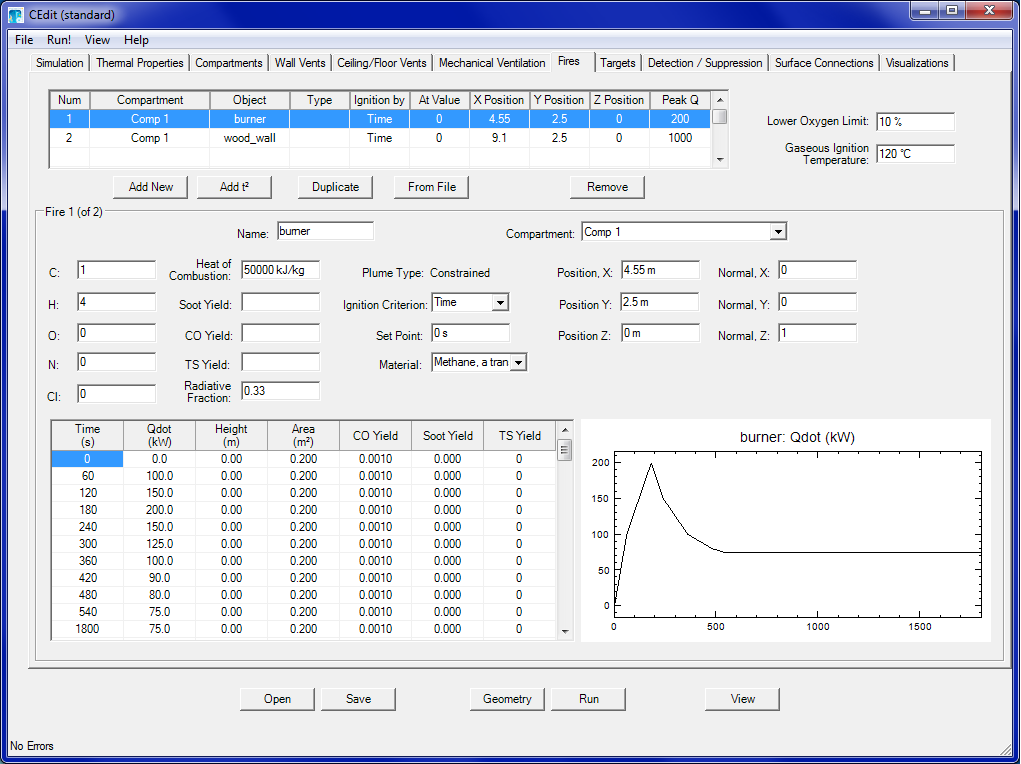 CEdit (standard)
File Run! View Help
Simulation Thermal Properties Compartments Wall Vents Ceiling/Floor Vents Mechanical Ventilation Fires Targets Detection / Suppression Surface Connections Visualizations
Num Compartment Object Type Ignition by At Value X Position Y Position Z Position Peak Q
1 Comp 1 burner Time 0 4.55 2.5 0 200
2 Comp 1 wood_wall Time 0 9.1 2.5 0 1000
Lower Oxygen Limit: 10 %
Gaseous Ignition
Temperature: 120 °C
Add New Add t² Duplicate From File Remove
Fire 1 (of 2)
Name: burner Compartment: Comp 1
C: 1 Heat of
Combustion: 50000 kJ/kg Plume Type: Constrained Position, X: 4.55 m Normal, X: 0
H: 4 Soot Yield: Ignition Criterion: Time Position Y: 2.5 m Normal, Y: 0
O: 0 CO Yield: Set Point: 0 s Position Z: 0 m Normal, Z: 1
N: 0 TS Yield: Material: Methane, a tran
Cl: 0 Radiative
Fraction: 0.33
Time Qdot Height Area CO Yield Soot Yield TS Yield
(s) (kW) (m) (m²)
0 0.0 0.00 0.200 0.0010 0.000 0
60 100.0 0.00 0.200 0.0010 0.000 0
120 150.0 0.00 0.200 0.0010 0.000 0
180 200.0 0.00 0.200 0.0010 0.000 0
240 150.0 0.00 0.200 0.0010 0.000 0
300 125.0 0.00 0.200 0.0010 0.000 0
360 100.0 0.00 0.200 0.0010 0.000 0
420 90.0 0.00 0.200 0.0010 0.000 0
480 80.0 0.00 0.200 0.0010 0.000 0
540 75.0 0.00 0.200 0.0010 0.000 0
1800 75.0 0.00 0.200 0.0010 0.000 0
burner: Qdot (kW)
200
150
100
50
0
0 500 1000 1500
Open Save Geometry Run View
No Errors